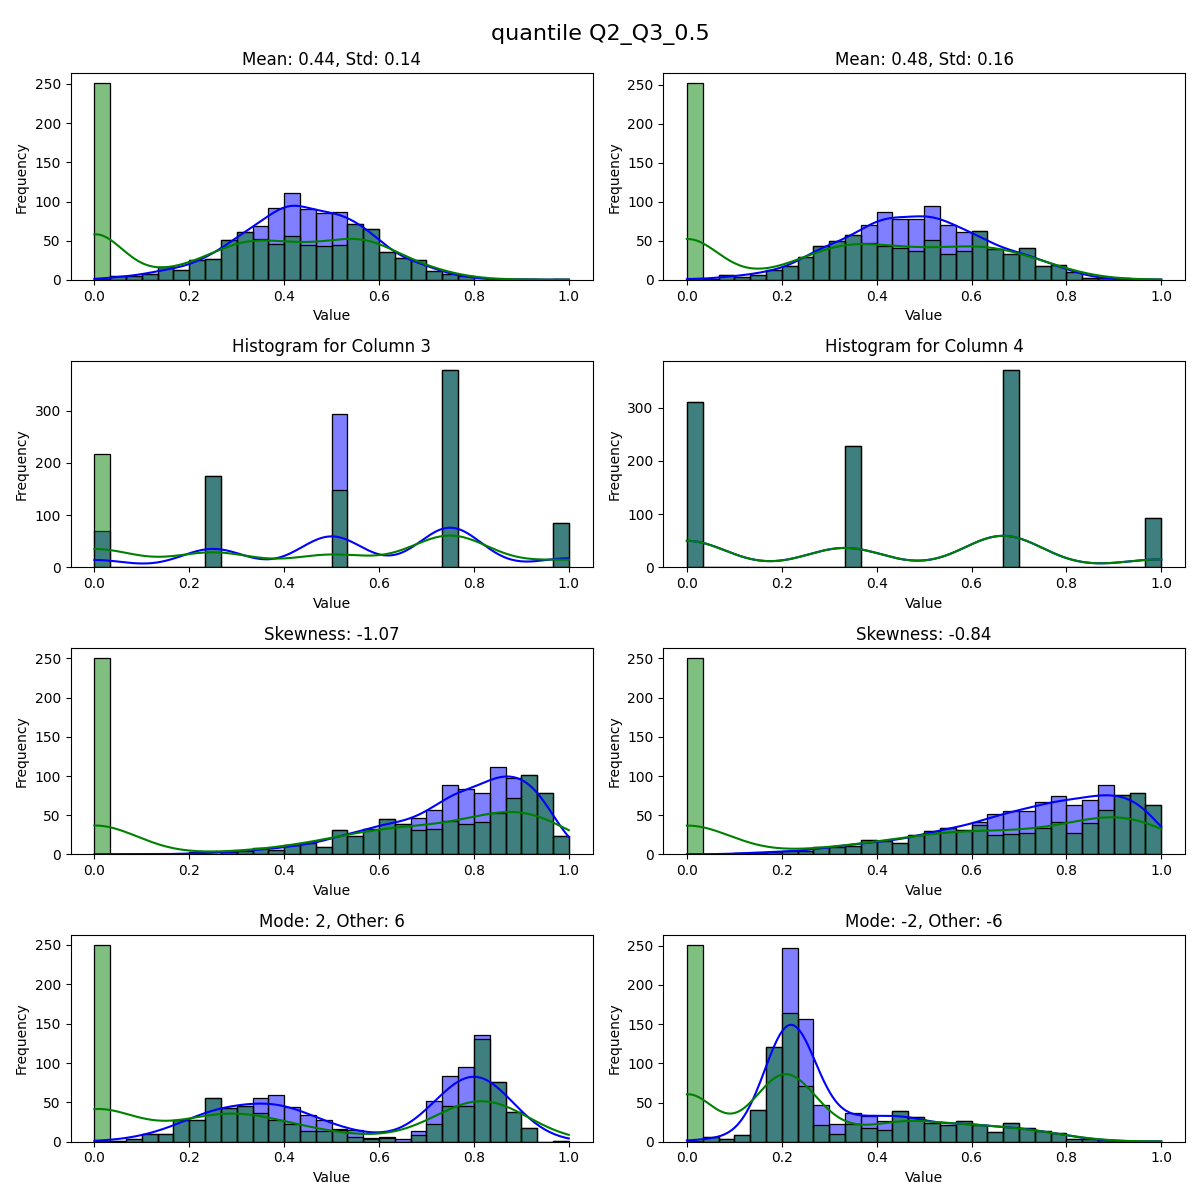 quantile Q2_Q3_0.5
Mean: 0.44, Std: 0.14
Frequency
250
200
150
100
50
0
0.0 0.2 0.4 0.6 0.8 1.0
Value
Mean: 0.48, Std: 0.16
Frequency
250
200
150
100
50
0
0.0 0.2 0.4 0.6 0.8 1.0
Value
Histogram for Column 3
Frequency
300
200
100
0
0.0 0.2 0.4 0.6 0.8 1.0
Value
Histogram for Column 4
Frequency
300
200
100
0
0.0 0.2 0.4 0.6 0.8 1.0
Value
Skewness: -1.07
Frequency
250
200
150
100
50
0
0.0 0.2 0.4 0.6 0.8 1.0
Value
Skewness: -0.84
Frequency
250
200
150
100
50
0
0.0 0.2 0.4 0.6 0.8 1.0
Value
Mode: 2, Other: 6
Frequency
250
200
150
100
50
0
0.0 0.2 0.4 0.6 0.8 1.0
Value
Mode: -2, Other: -6
Frequency
250
200
150
100
50
0
0.0 0.2 0.4 0.6 0.8 1.0
Value